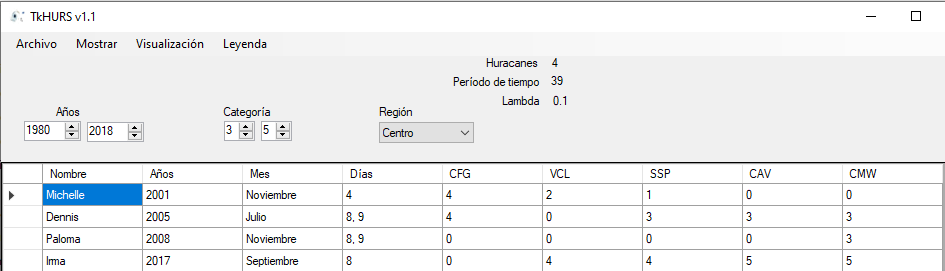 TkHURS v1.1
Archivo Mostrar Visualización Leyenda
Huracanes 4
Período de tiempo 39
Lambda 0.1
Años Categoría Región
1980 2018 3 5 Centro
Nombre Años Mes Días CFG VCL SSP CAV CMW
Michelle 2001 Noviembre 4 4 2 1 0 0
Dennis 2005 Julio 8, 9 4 0 3 3 3
Paloma 2008 Noviembre 8, 9 0 0 0 0 3
Irma 2017 Septiembre 8 0 4 4 5 5